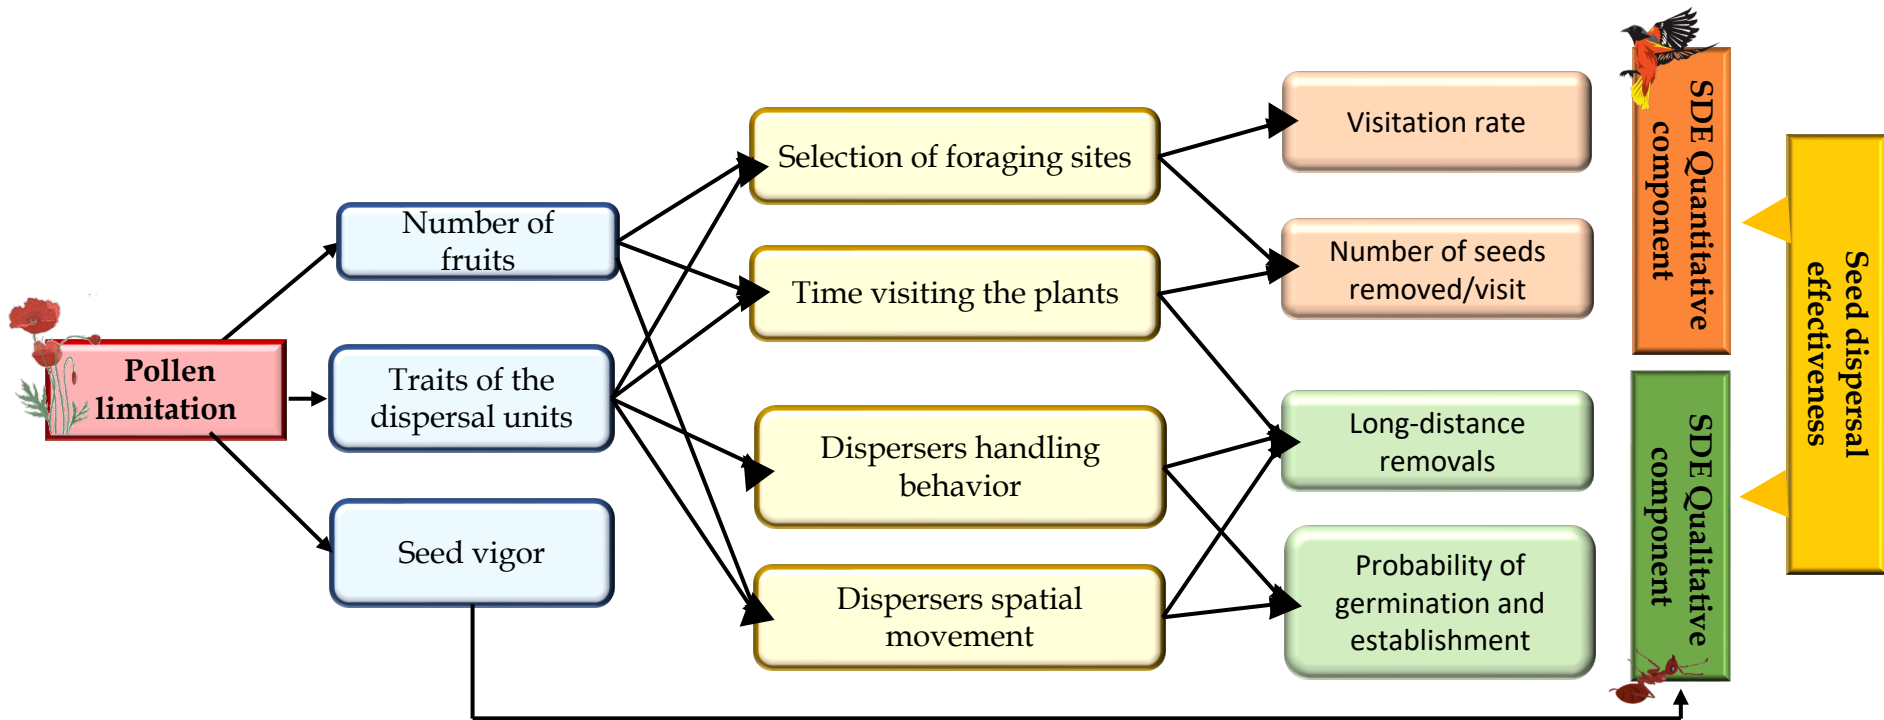 Pollen
limitation
Number of
fruits
Traits of the
dispersal units
Seed vigor
Selection of foraging sites
Time visiting the plants
Dispersers handling
behavior
Dispersers spatial
movement
Visitation rate
Number of seeds
removed/visit
Long-distance
removals
Probability of
germination and
establishment
SDE Quantitative
component
SDE Qualitative
component
Seed dispersal
effectiveness